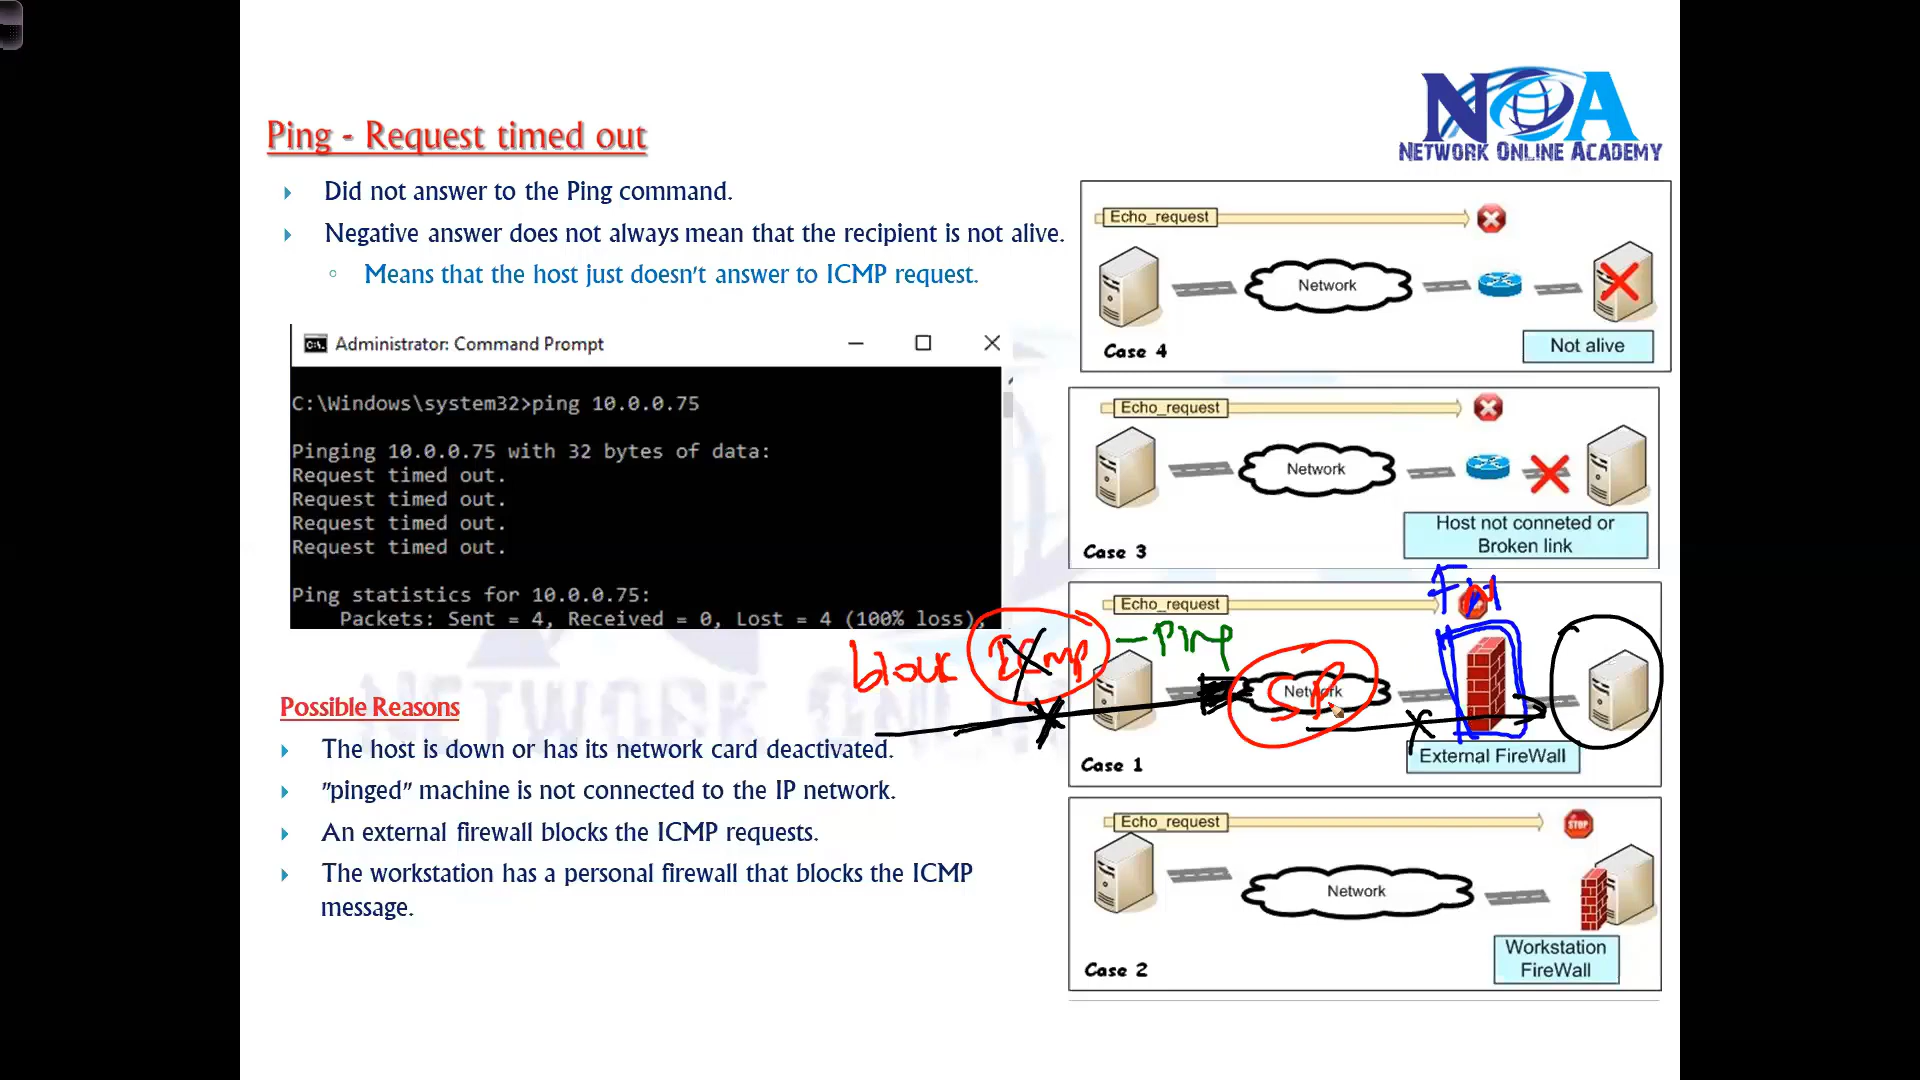 NOA
NETWORK ONLINE ACADEMY
Ping - Request timed out
Did not answer to the Ping command.
Negative answer does not always mean that the recipient is not alive.
Means that the host just doesn't answer to ICMP request.
Administrator: Command Prompt
C:\Windows\system32>ping 10.0.0.75
Pinging 10.0.0.75 with 32 bytes of data:
Request timed out.
Request timed out.
Request timed out.
Request timed out.
Ping statistics for 10.0.0.75:
Packets: Sent = 4, Received = 0, Lost = 4 (100% loss),
block ICMP
Possible Reasons
The host is down or has its network card deactivated.
"pinged" machine is not connected to the IP network.
An external firewall blocks the ICMP requests.
The workstation has a personal firewall that blocks the ICMP
message.
Echo_request
Network
Not alive
Case 4
Echo_request
Network
Host not conneted or
Broken link
Case 3
Echo_request
- Ping
Network
SP
External FireWall
Case 1
Echo_request
STOP
Network
Workstation
FireWall
Case 2
NETWORK ONLINE